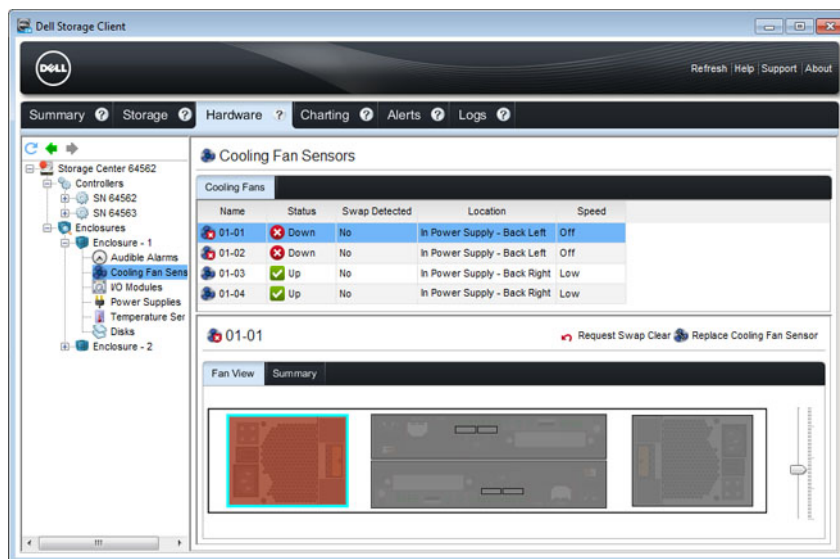 Dell Storage Client
DELL
Refresh | Help | Support | About
Summary ? Storage ? Hardware ? Charting ? Alerts ? Logs ?
Storage Center 64562
Controllers
SN 64562
SN 64563
Enclosures
Enclosure - 1
Audible Alarms
Cooling Fan Sens
I/O Modules
Power Supplies
Temperature Ser
Disks
Enclosure - 2
Cooling Fan Sensors
Cooling Fans
Name Status Swap Detected Location Speed
01-01 Down No In Power Supply - Back Left Off
01-02 Down No In Power Supply - Back Left Off
01-03 Up No In Power Supply - Back Right Low
01-04 Up No In Power Supply - Back Right Low
01-01 Request Swap Clear Replace Cooling Fan Sensor
Fan View Summary